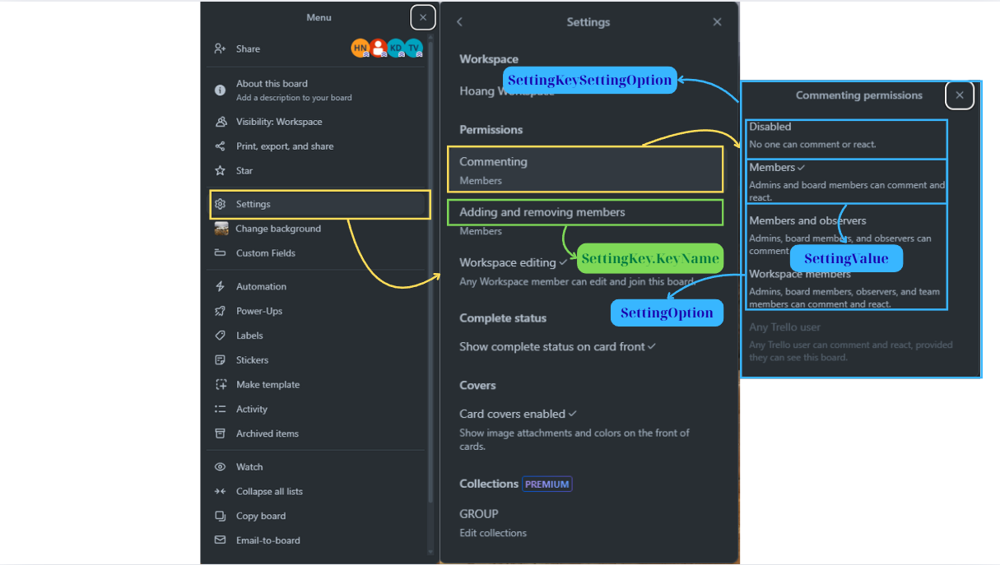 Menu
Share
HN
KD
TV
About this board
Add a description to your board
Visibility: Workspace
Print, export, and share
Star
Settings
Change background
Custom Fields
Automation
Power-Ups
Labels
Stickers
Make template
Activity
Archived items
Watch
Collapse all lists
Copy board
Email-to-board
Settings
Workspace
SettingKeySettingOption
Hoang Workspace
Permissions
Commenting
Members
Adding and removing members
Members
SettingKey.KeyName
Workspace editing
Any Workspace member can edit and join this board.
SettingOption
Complete status
Show complete status on card front
Covers
Card covers enabled
Show image attachments and colors on the front of
cards.
Collections PREMIUM
GROUP
Edit collections
Commenting permissions
Disabled
No one can comment or react.
Members
Admins and board members can comment and
react.
Members and observers
Admins, board members, and observers can
comment
SettingValue
Workspace members
Admins, board members, observers, and team
members can comment and react.
Any Trello user
Any Trello user can comment and react, provided
they can see this board.